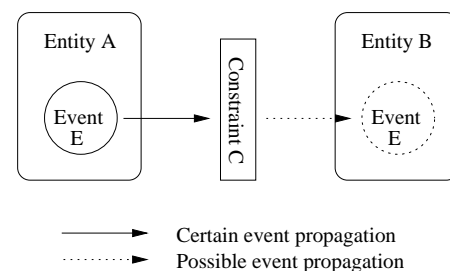 Entity A
Event
E
Constraint C
Entity B
Event
E
Certain event propagation
Possible event propagation